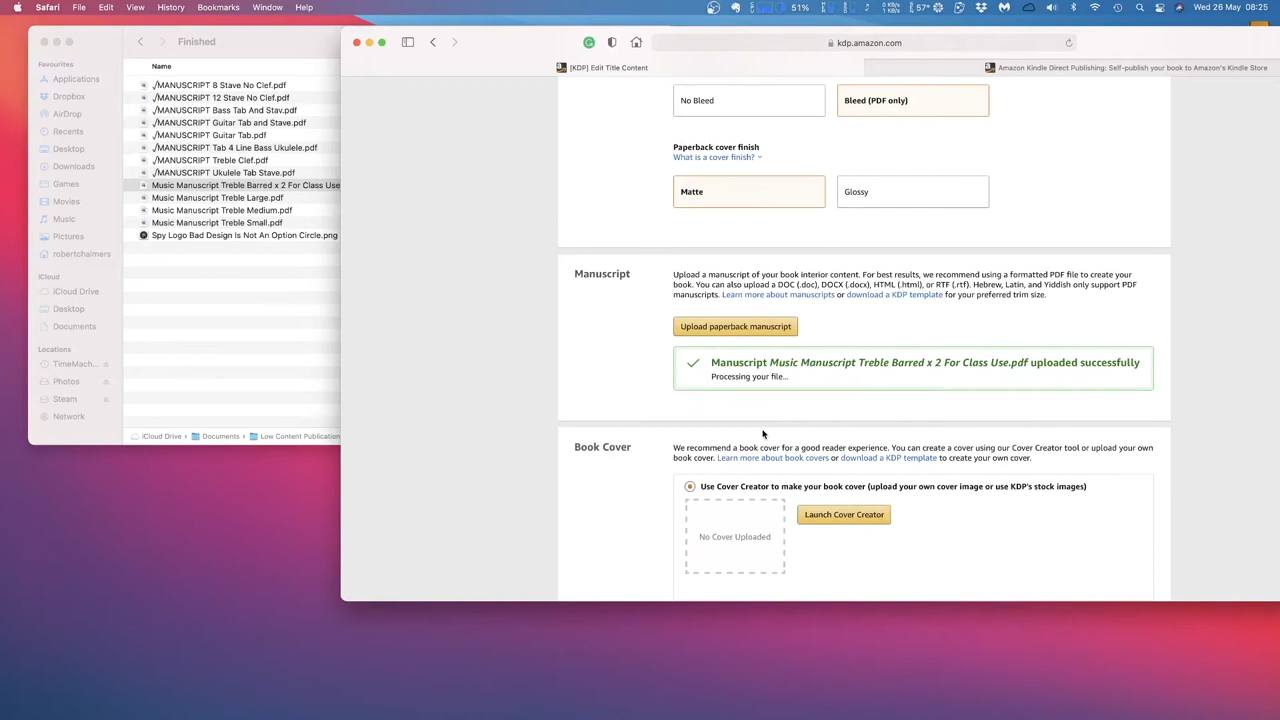 Safari File Edit View History Bookmarks Window Help 51% 57° Wed 26 May 08:25
Finished
Favourites
Applications
Dropbox
AirDrop
Recents
Desktop
Downloads
Games
Movies
Music
Pictures
robertchalmers
iCloud
iCloud Drive
Desktop
Documents
Locations
TimeMach...
Photos
Steam
Network
Name
√MANUSCRIPT 8 Stave No Clef.pdf
√MANUSCRIPT 12 Stave No Clef.pdf
√MANUSCRIPT Bass Tab And Stav.pdf
√MANUSCRIPT Guitar Tab and Stave.pdf
√MANUSCRIPT Guitar Tab.pdf
√MANUSCRIPT Tab 4 Line Bass Ukulele.pdf
√MANUSCRIPT Treble Clef.pdf
√MANUSCRIPT Ukulele Tab Stave.pdf
Music Manuscript Treble Barred x 2 For Class Use
Music Manuscript Treble Large.pdf
Music Manuscript Treble Medium.pdf
Music Manuscript Treble Small.pdf
Spy Logo Bad Design Is Not An Option Circle.png
iCloud Drive › Documents › Low Content Publication
kdp.amazon.com
[KDP] Edit Title Content
Amazon Kindle Direct Publishing: Self-publish your book to Amazon's Kindle Store
No Bleed
Bleed (PDF only)
Paperback cover finish
What is a cover finish?
Matte
Glossy
Manuscript
Upload a manuscript of your book interior content. For best results, we recommend using a formatted PDF file to create your
book. You can also upload a DOC (.doc), DOCX (.docx), HTML (.html), or RTF (.rtf). Hebrew, Latin, and Yiddish only support PDF
manuscripts. Learn more about manuscripts or download a KDP template for your preferred trim size.
Upload paperback manuscript
Manuscript Music Manuscript Treble Barred x 2 For Class Use.pdf uploaded successfully
Processing your file...
Book Cover
We recommend a book cover for a good reader experience. You can create a cover using our Cover Creator tool or upload your own
book cover. Learn more about book covers or download a KDP template to create your own cover.
Use Cover Creator to make your book cover (upload your own cover image or use KDP's stock images)
No Cover Uploaded
Launch Cover Creator